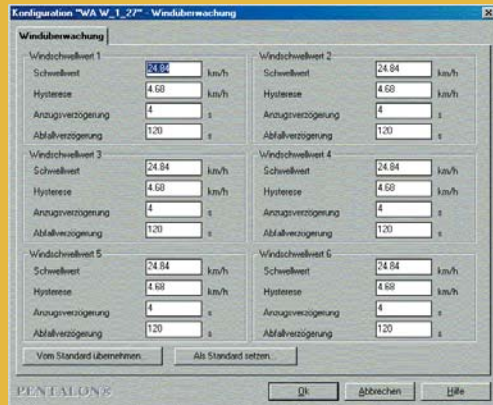 Konfiguration "WA W_1_27" - Windüberwachung
Windüberwachung
Windschwellwert 1
Schwellwert 24.84 km/h
Hysterese 4.68 km/h
Anzugsverzögerung 4 s
Abfallverzögerung 120 s
Windschwellwert 2
Schwellwert 24.84 km/h
Hysterese 4.68 km/h
Anzugsverzögerung 4 s
Abfallverzögerung 120 s
Windschwellwert 3
Schwellwert 24.84 km/h
Hysterese 4.68 km/h
Anzugsverzögerung 4 s
Abfallverzögerung 120 s
Windschwellwert 4
Schwellwert 24.84 km/h
Hysterese 4.68 km/h
Anzugsverzögerung 4 s
Abfallverzögerung 120 s
Windschwellwert 5
Schwellwert 24.84 km/h
Hysterese 4.68 km/h
Anzugsverzögerung 4 s
Abfallverzögerung 120 s
Windschwellwert 6
Schwellwert 24.84 km/h
Hysterese 4.68 km/h
Anzugsverzögerung 4 s
Abfallverzögerung 120 s
Vom Standard übernehmen... Als Standard setzen...
PENTALON® Ok Abbrechen Hilfe